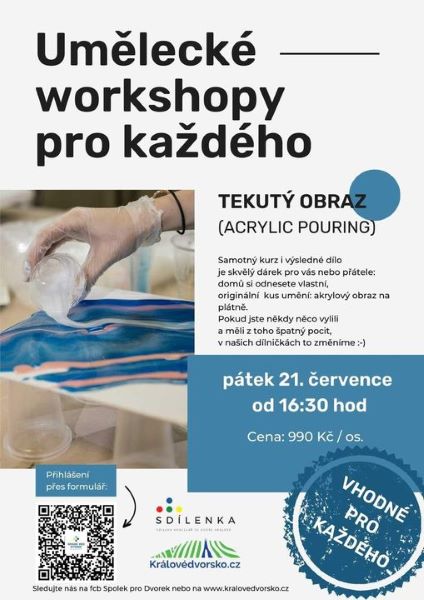 Umělecké
workshopy
pro každého
TEKUTÝ OBRAZ
(ACRYLIC POURING)
Samotný kurz i výsledné dílo
je skvělý dárek pro vás nebo přátele:
domů si odnesete vlastní,
originální kus umění: akrylový obraz na
plátně.
Pokud jste někdy něco vylili
a měli z toho špatný pocit,
v našich dílničkách to změníme :-)
pátek 21. července
od 16:30 hod
Cena: 990 Kč / os.
Přihlášení
přes formulář:
SDÍLENKA
Královédvorsko.cz
VHODNÉ
PRO
KAŽDÉHO
Sledujte nás na fcb Spolek pro Dvorek nebo na www.kralovedvorsko.cz